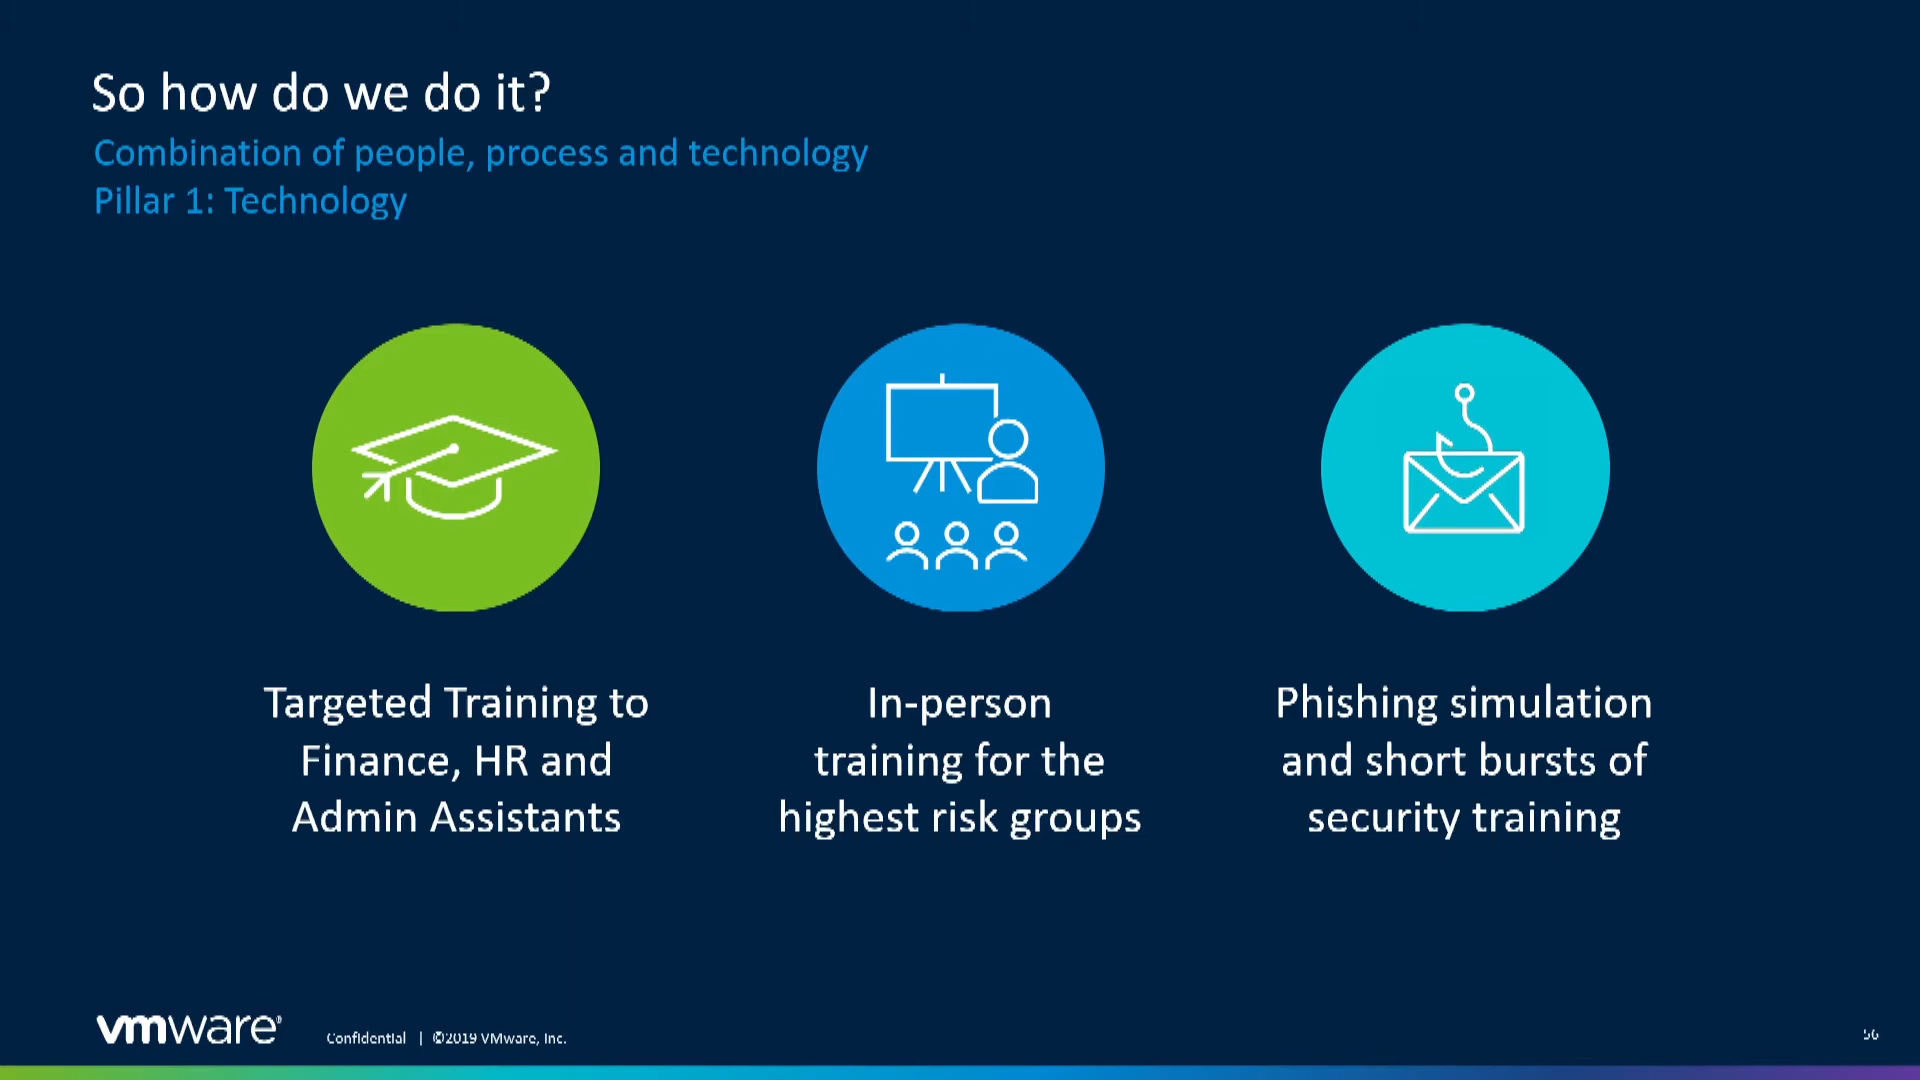 So how do we do it?
Combination of people, process and technology
Pillar 1: Technology
Targeted Training to
Finance, HR and
Admin Assistants
In-person
training for the
highest risk groups
Phishing simulation
and short bursts of
security training
vmware®
Confidential | ©2019 VMware, Inc.
56